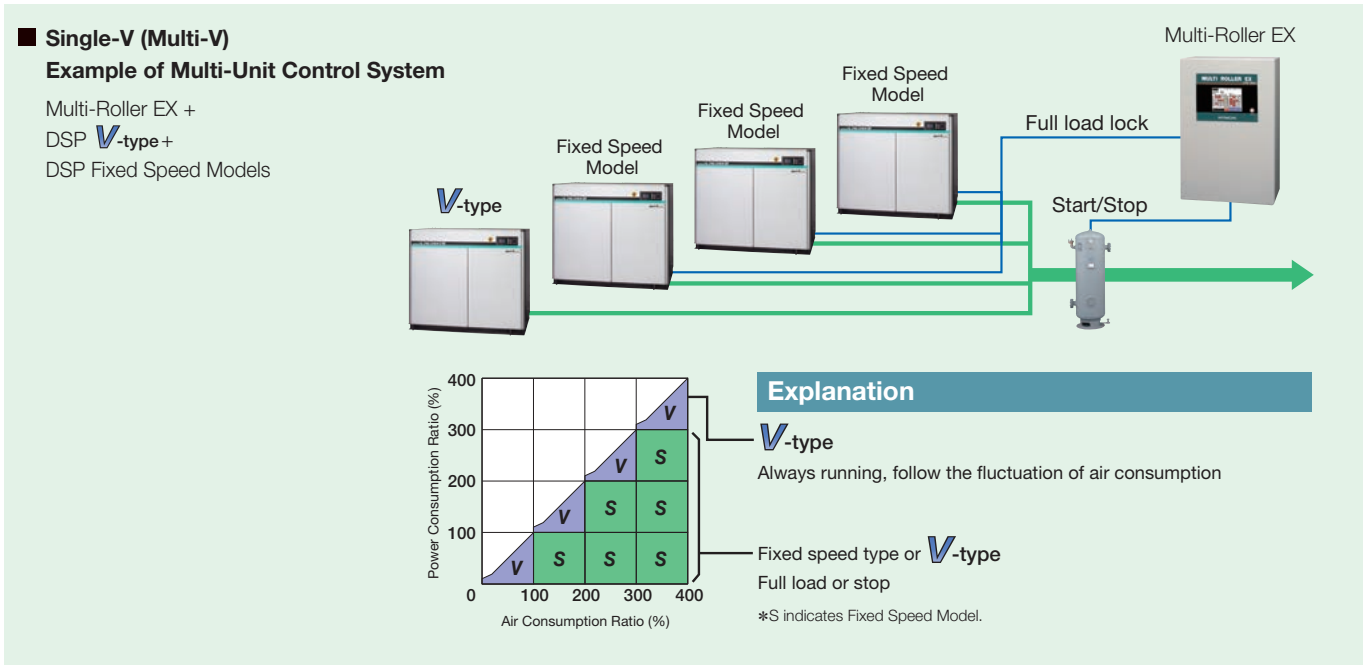 ■ Single-V (Multi-V)
Example of Multi-Unit Control System
Multi-Roller EX +
DSP V-type+
DSP Fixed Speed Models
V-type
Fixed Speed
Model
Fixed Speed
Model
Fixed Speed
Model
Multi-Roller EX
MULTI ROLLER EX
Full load lock
Start/Stop
Power Consumption Ratio (%)
400
300
200
100
0
100
200
300
400
Air Consumption Ratio (%)
V
V S
V S S
V S S S
Explanation
V-type
Always running, follow the fluctuation of air consumption
Fixed speed type or V-type
Full load or stop
*S indicates Fixed Speed Model.